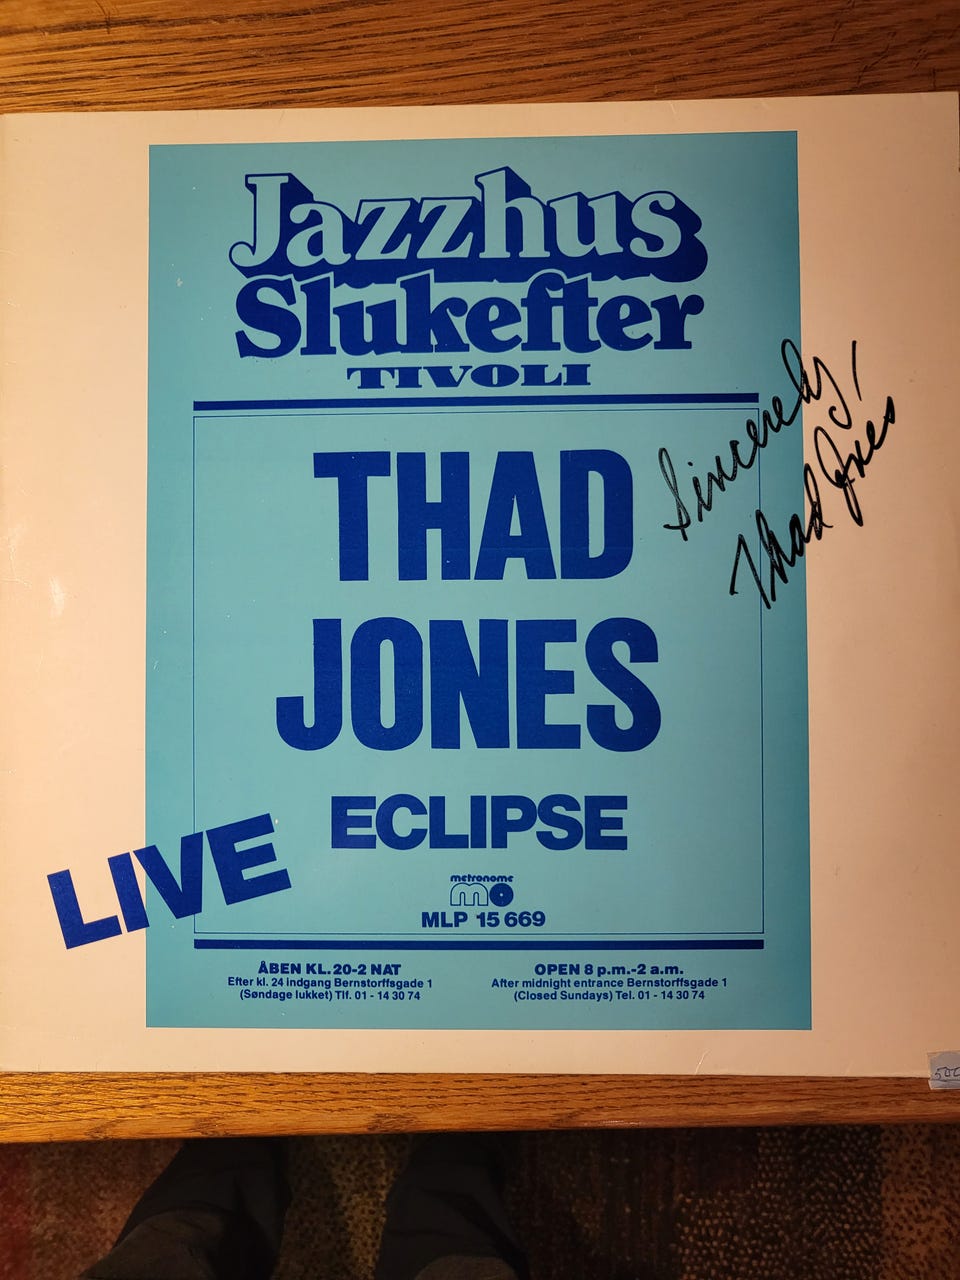 Jazzhus
Slukefter
TIVOLI
Sincerely,
Thad Jones
THAD
JONES
ECLIPSE
LIVE
metronome
MLP 15 669
ÅBEN KL. 20-2 NAT
Efter kl. 24 indgang Bernstorffsgade 1
(Søndage lukket) Tlf. 01 - 14 30 74
OPEN 8 p.m.-2 a.m.
After midnight entrance Bernstorffsgade 1
(Closed Sundays) Tel. 01 - 14 30 74